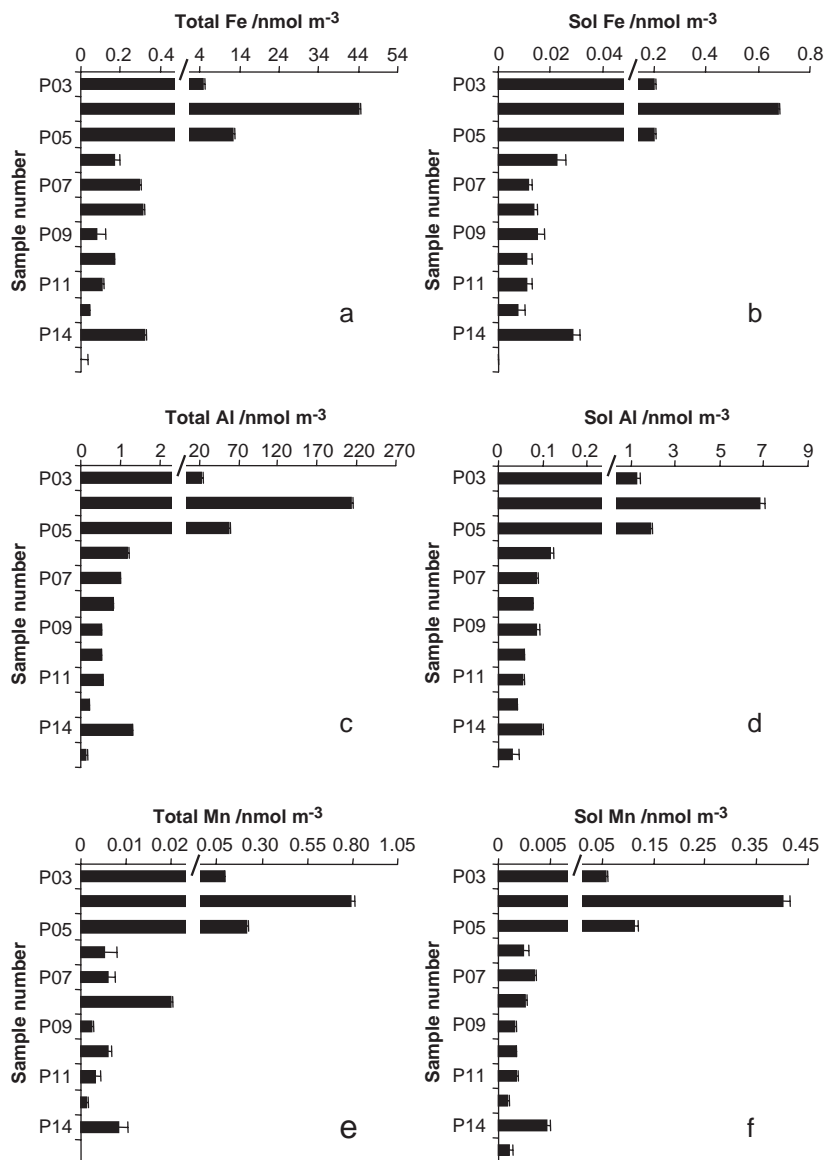 Total Fe /nmol m-3
0 0.2 0.4 4 14 24 34 44 54
Sample number
P03
P05
P07
P09
P11
P14
a
Sol Fe /nmol m-3
0 0.02 0.04 0.2 0.4 0.6 0.8
Sample number
P03
P05
P07
P09
P11
P14
b
Total Al /nmol m-3
0 1 2 20 70 120 170 220 270
Sample number
P03
P05
P07
P09
P11
P14
c
Sol Al /nmol m-3
0 0.1 0.2 1 3 5 7 9
Sample number
P03
P05
P07
P09
P11
P14
d
Total Mn /nmol m-3
0 0.01 0.02 0.05 0.30 0.55 0.80 1.05
Sample number
P03
P05
P07
P09
P11
P14
e
Sol Mn /nmol m-3
0 0.005 0.05 0.15 0.25 0.35 0.45
Sample number
P03
P05
P07
P09
P11
P14
f